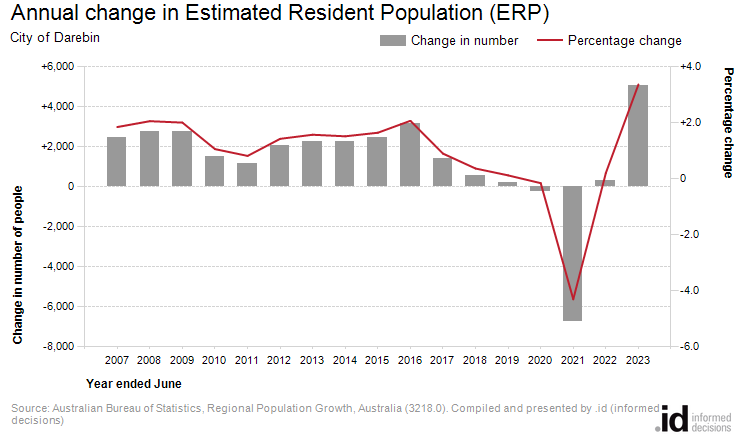 Annual change in Estimated Resident Population (ERP)
City of Darebin
Change in number
Percentage change
+6,000
+4,000
+2,000
0
-2,000
-4,000
-6,000
-8,000
Change in number of people
+4.0
+2.0
0
-2.0
-4.0
-6.0
Percentage change
2007 2008 2009 2010 2011 2012 2013 2014 2015 2016 2017 2018 2019 2020 2021 2022 2023
Year ended June
Source: Australian Bureau of Statistics, Regional Population Growth, Australia (3218.0). Compiled and presented by .id (informed
decisions)
.id informed
decisions